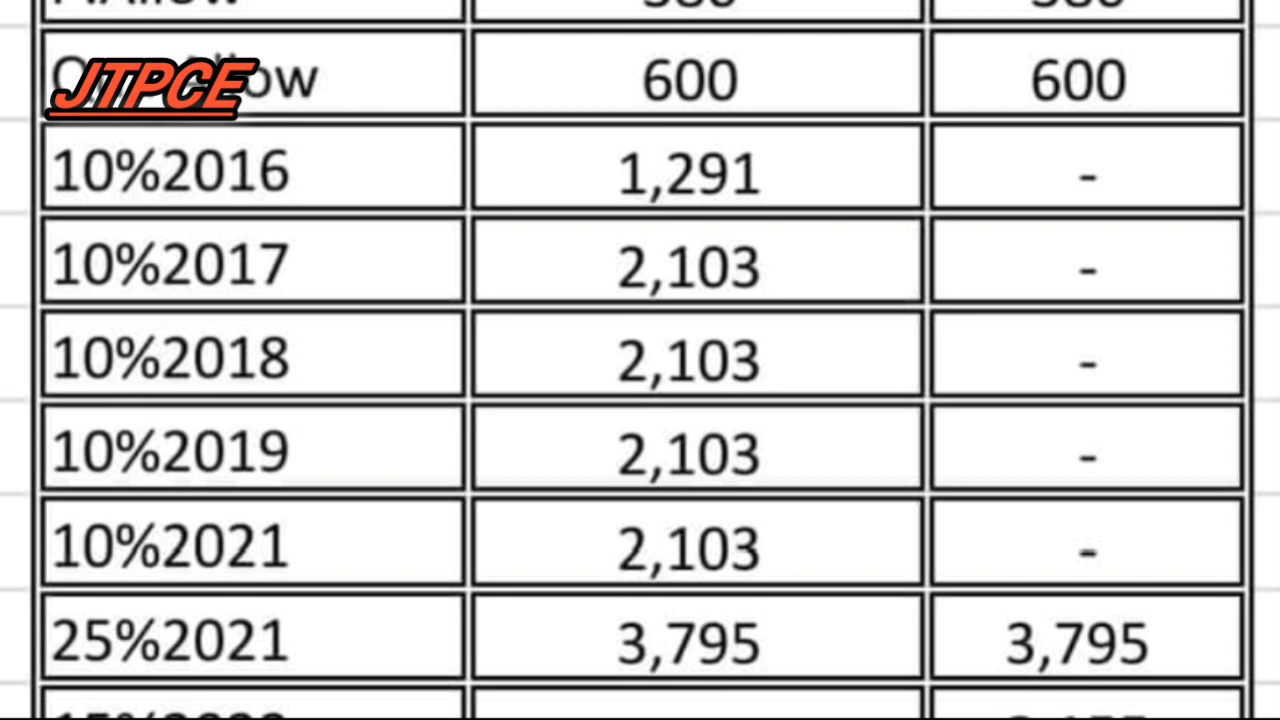 600 600
JTPCE
10%2016 1,291 -
10%2017 2,103 -
10%2018 2,103 -
10%2019 2,103 -
10%2021 2,103 -
25%2021 3,795 3,795